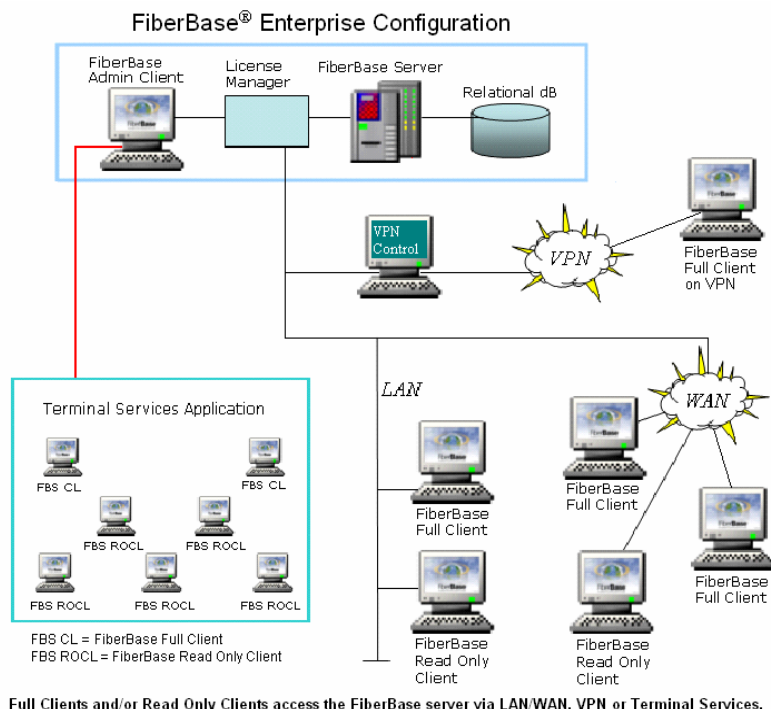 FiberBase® Enterprise Configuration
FiberBase
Admin Client
License
Manager
FiberBase Server
Relational dB
VPN
Control
VPN
FiberBase
Full Client
on VPN
Terminal Services Application
FBS CL
FBS CL
FBS ROCL
FBS ROCL
FBS ROCL
FBS ROCL
FBS ROCL
FBS CL = FiberBase Full Client
FBS ROCL = FiberBase Read Only Client
LAN
FiberBase
Full Client
FiberBase
Read Only
Client
WAN
FiberBase
Full Client
FiberBase
Full Client
FiberBase
Read Only
Client
Full Clients and/or Read Only Clients access the FiberBase server via LAN/WAN, VPN or Terminal Services.